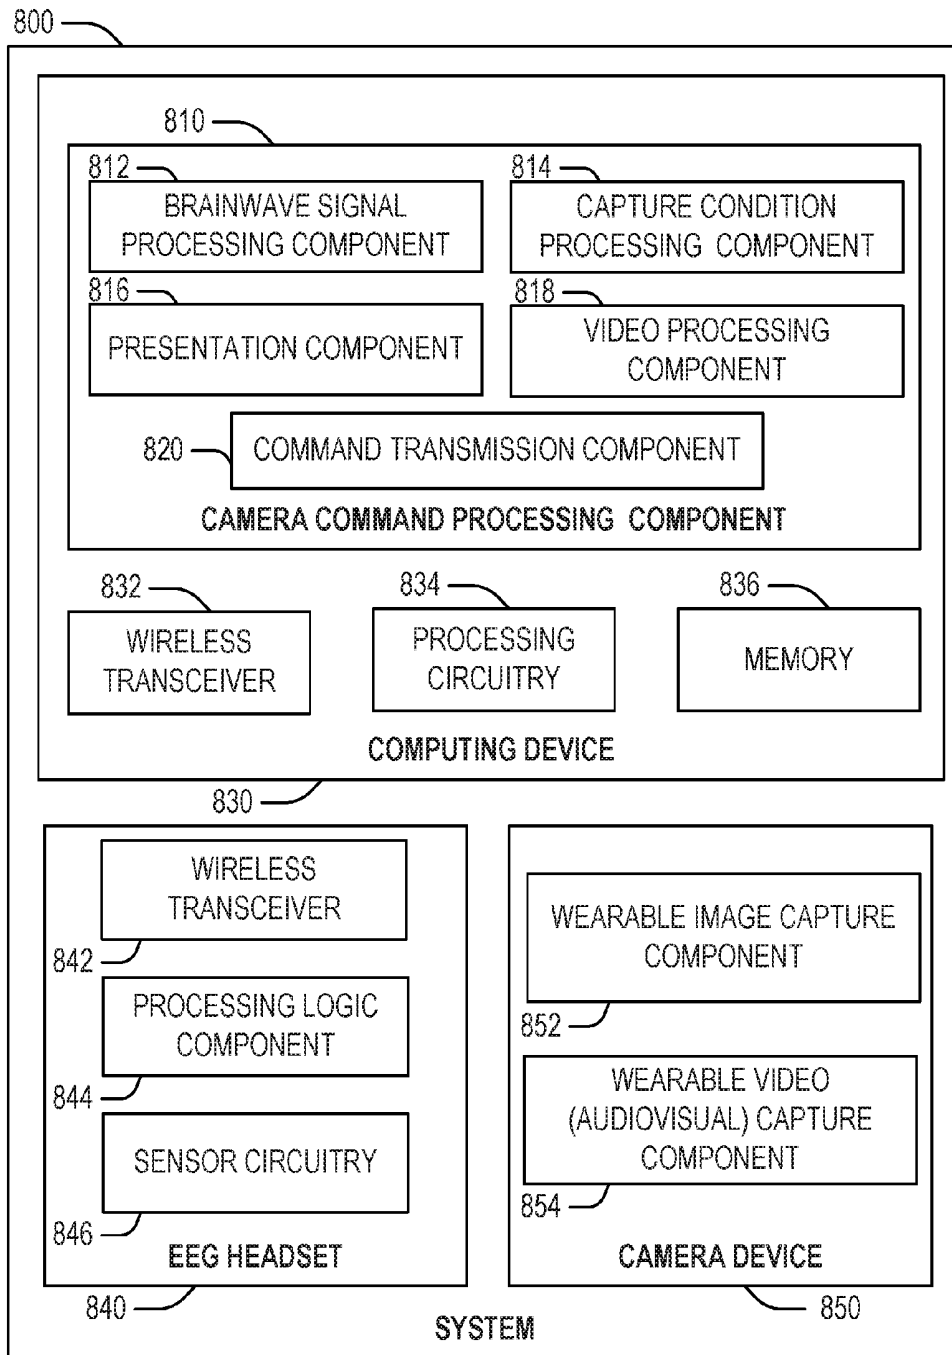 800
810
812
BRAINWAVE SIGNAL
PROCESSING COMPONENT
814
CAPTURE CONDITION
PROCESSING COMPONENT
816
PRESENTATION COMPONENT
818
VIDEO PROCESSING
COMPONENT
820
COMMAND TRANSMISSION COMPONENT
CAMERA COMMAND PROCESSING COMPONENT
832
WIRELESS
TRANSCEIVER
834
PROCESSING
CIRCUITRY
836
MEMORY
COMPUTING DEVICE
830
WIRELESS
TRANSCEIVER
842
PROCESSING LOGIC
COMPONENT
844
SENSOR CIRCUITRY
846
EEG HEADSET
840
WEARABLE IMAGE CAPTURE
COMPONENT
852
WEARABLE VIDEO
(AUDIOVISUAL) CAPTURE
COMPONENT
854
CAMERA DEVICE
850
SYSTEM